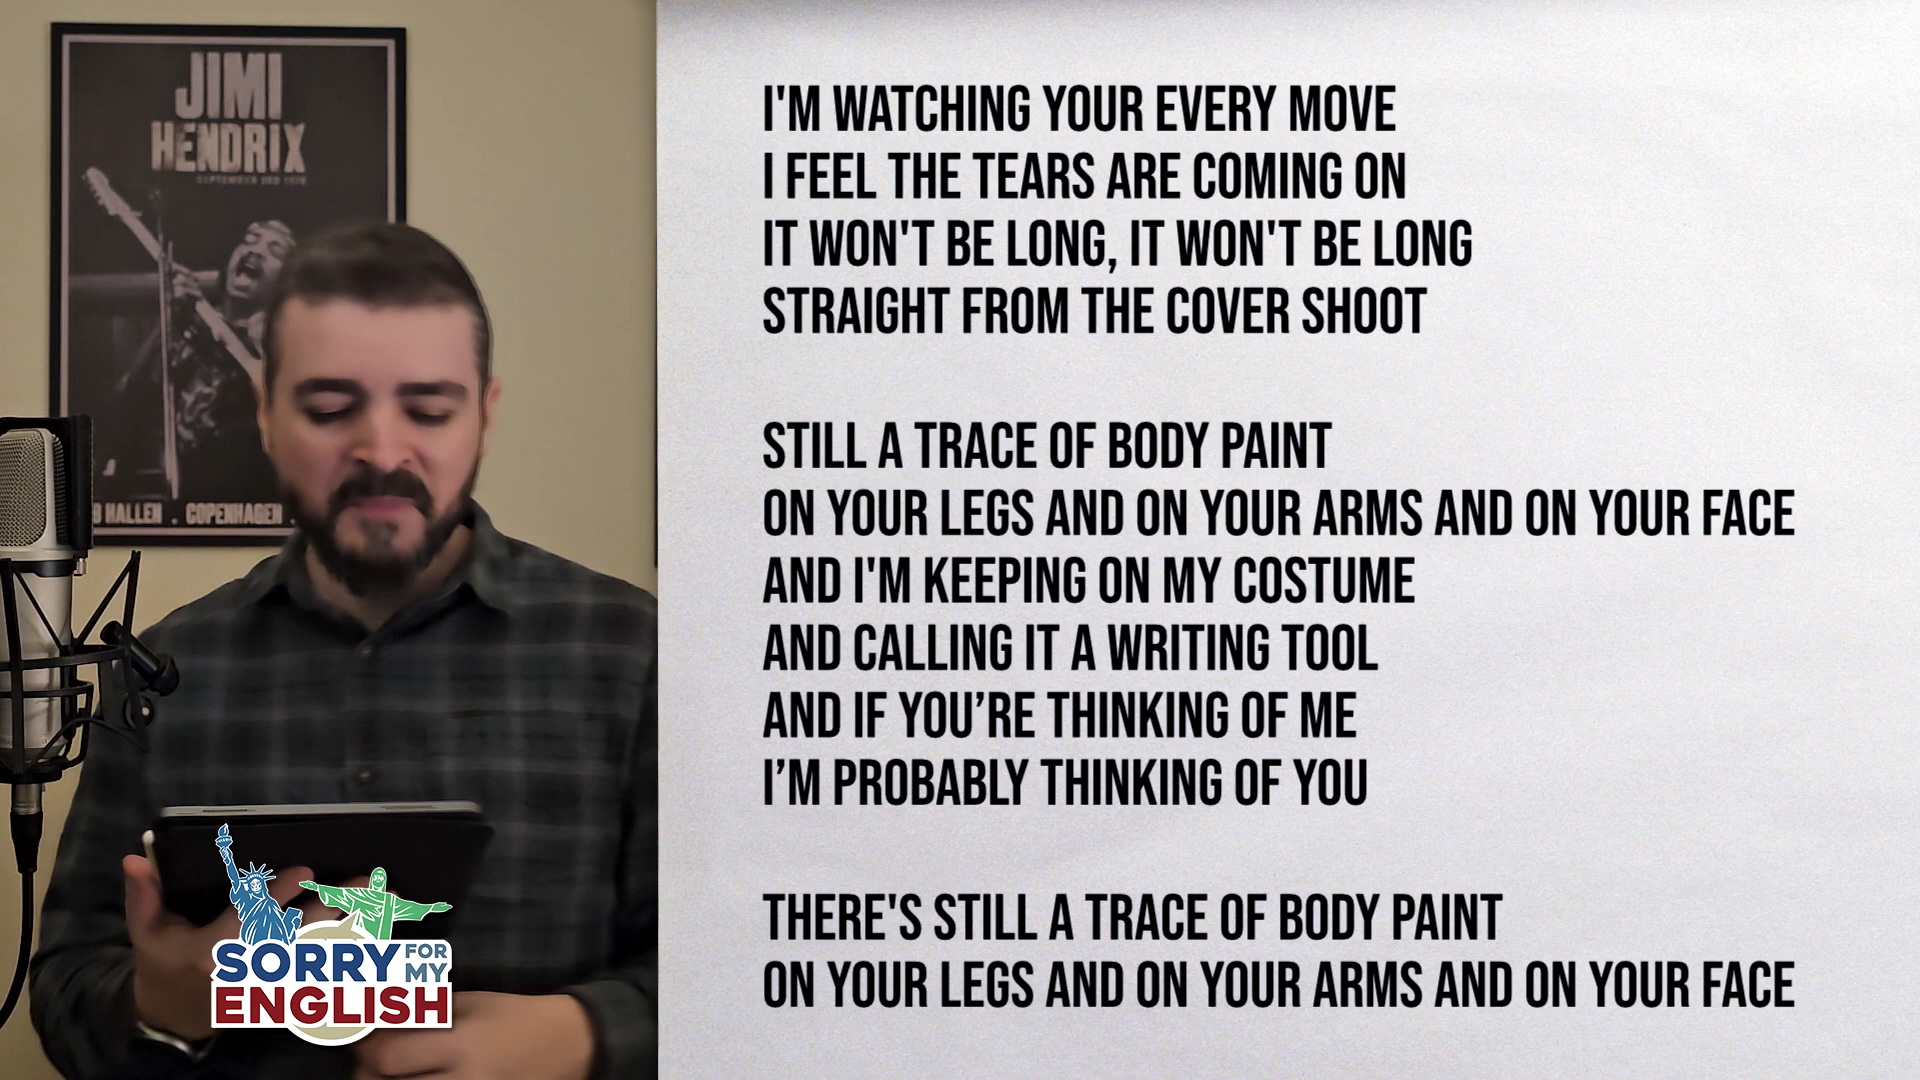 JIMI
HENDRIX
SEPTEMBER 3RD 1970
HALLEN . COPENHAGEN .
SORRY FOR MY
ENGLISH
I'M WATCHING YOUR EVERY MOVE
I FEEL THE TEARS ARE COMING ON
IT WON'T BE LONG, IT WON'T BE LONG
STRAIGHT FROM THE COVER SHOOT
STILL A TRACE OF BODY PAINT
ON YOUR LEGS AND ON YOUR ARMS AND ON YOUR FACE
AND I'M KEEPING ON MY COSTUME
AND CALLING IT A WRITING TOOL
AND IF YOU’RE THINKING OF ME
I’M PROBABLY THINKING OF YOU
THERE'S STILL A TRACE OF BODY PAINT
ON YOUR LEGS AND ON YOUR ARMS AND ON YOUR FACE